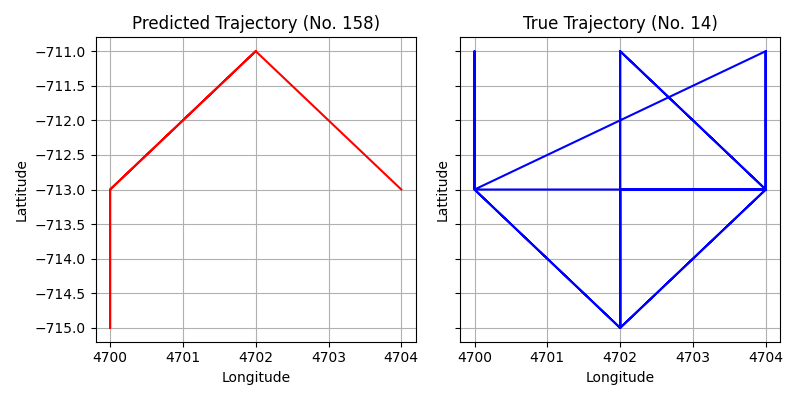 Predicted Trajectory (No. 158)
−711.0
−711.5
−712.0
−712.5
−713.0
−713.5
−714.0
−714.5
−715.0
Lattitude
4700 4701 4702 4703 4704
Longitude
True Trajectory (No. 14)
Lattitude
4700 4701 4702 4703 4704
Longitude